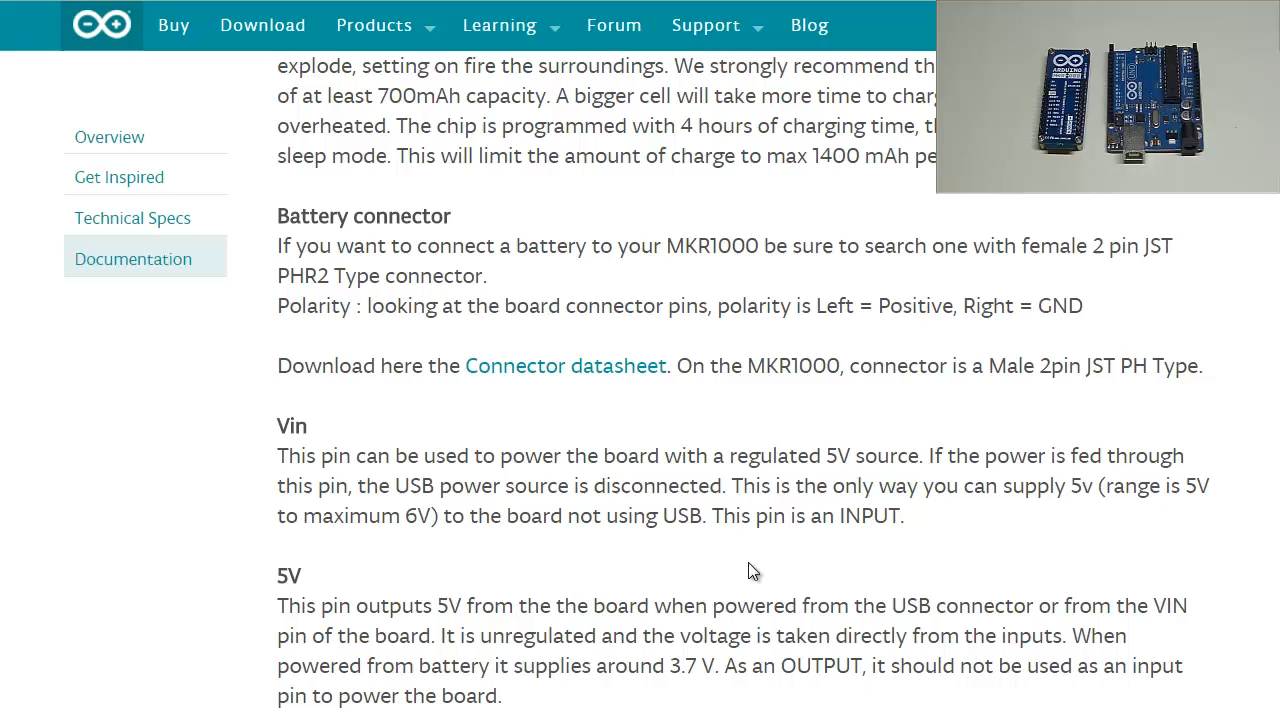 Buy Download Products Learning Forum Support Blog
Overview
Get Inspired
Technical Specs
Documentation
explode, setting on fire the surroundings. We strongly recommend
of at least 700mAh capacity. A bigger cell will take more time to
overheated. The chip is programmed with 4 hours of charging time,
sleep mode. This will limit the amount of charge to max 1400 mAh
Battery connector
If you want to connect a battery to your MKR1000 be sure to search one with female 2 pin JST
PHR2 Type connector.
Polarity : looking at the board connector pins, polarity is Left = Positive, Right = GND
Download here the Connector datasheet. On the MKR1000, connector is a Male 2pin JST PH Type.
Vin
This pin can be used to power the board with a regulated 5V source. If the power is fed through
this pin, the USB power source is disconnected. This is the only way you can supply 5v (range is 5V
to maximum 6V) to the board not using USB. This pin is an INPUT.
5V
This pin outputs 5V from the the board when powered from the USB connector or from the VIN
pin of the board. It is unregulated and the voltage is taken directly from the inputs. When
powered from battery it supplies around 3.7 V. As an OUTPUT, it should not be used as an input
pin to power the board.
ARDUINO
UNO